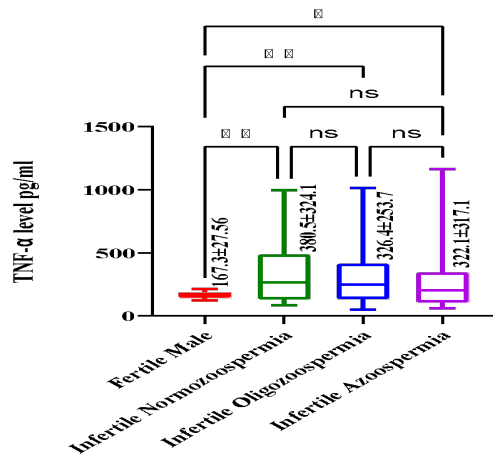 ns
ns
ns
TNF-α level pg/ml
1500
1000
500
0
167.3±27.56
380.5±324.1
326.4±253.7
322.1±317.1
Fertile Male
Infertile Normozoospermia
Infertile Oligozoospermia
Infertile Azoospermia